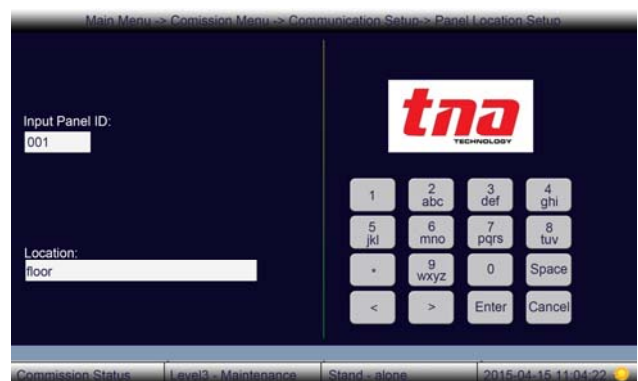 Main Menu -> Comission Menu -> Communication Setup-> Panel Location Setup
Input Panel ID:
001
Location:
floor
tna
TECHNOLOGY
1
2
abc
3
def
4
ghi
5
jkl
6
mno
7
pqrs
8
tuv
*
9
wxyz
0
Space
<
>
Enter
Cancel
Commission Status
Level3 - Maintenance
Stand - alone
2015-04-15 11:04:22